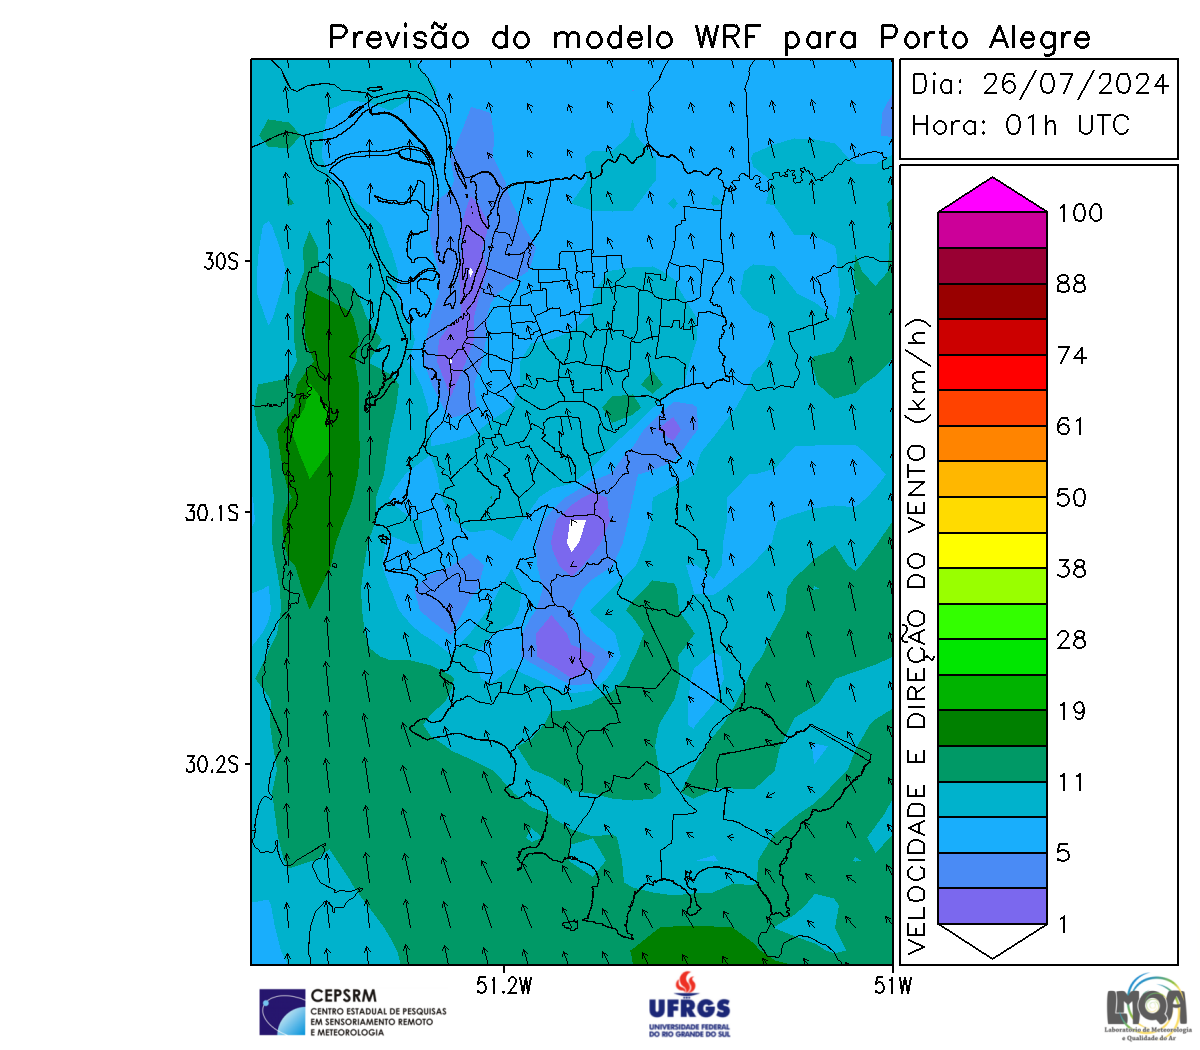 Previsão do modelo WRF para Porto Alegre
Dia: 26/07/2024
Hora: 01h UTC
100
88
74
61
50
38
28
19
11
5
1
VELOCIDADE E DIREÇÃO DO VENTO (km/h)
30S
30.1S
30.2S
51.2W
51W
CEPSRM
CENTRO ESTADUAL DE PESQUISAS
EM SENSORIAMENTO REMOTO
E METEOROLOGIA
UFRGS
UNIVERSIDADE FEDERAL
DO RIO GRANDE DO SUL
LMQA
Laboratório de Meteorologia
e Qualidade do Ar